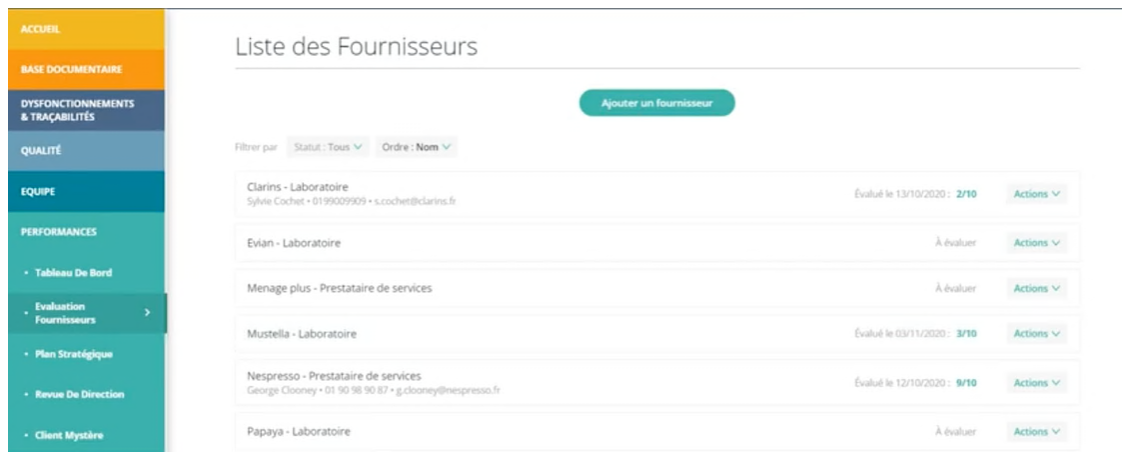 ACCUEIL
BASE DOCUMENTAIRE
DYSFONCTIONNEMENTS
& TRAÇABILITÉS
QUALITÉ
EQUIPE
PERFORMANCES
• Tableau De Bord
• Evaluation
Fournisseurs
• Plan Stratégique
• Revue De Direction
• Client Mystère
Liste des Fournisseurs
Ajouter un fournisseur
Filtrer par Statut : Tous Ordre : Nom
Clarins - Laboratoire
Sylvie Cochet • 0199009909 • s.cochet@clarins.fr
Évalué le 13/10/2020 : 2/10 Actions
Evian - Laboratoire À évaluer Actions
Menage plus - Prestataire de services À évaluer Actions
Mustella - Laboratoire Évalué le 03/11/2020 : 3/10 Actions
Nespresso - Prestataire de services
George Clooney • 01 90 98 90 87 • g.clooney@nespresso.fr
Évalué le 12/10/2020 : 9/10 Actions
Papaya - Laboratoire À évaluer Actions